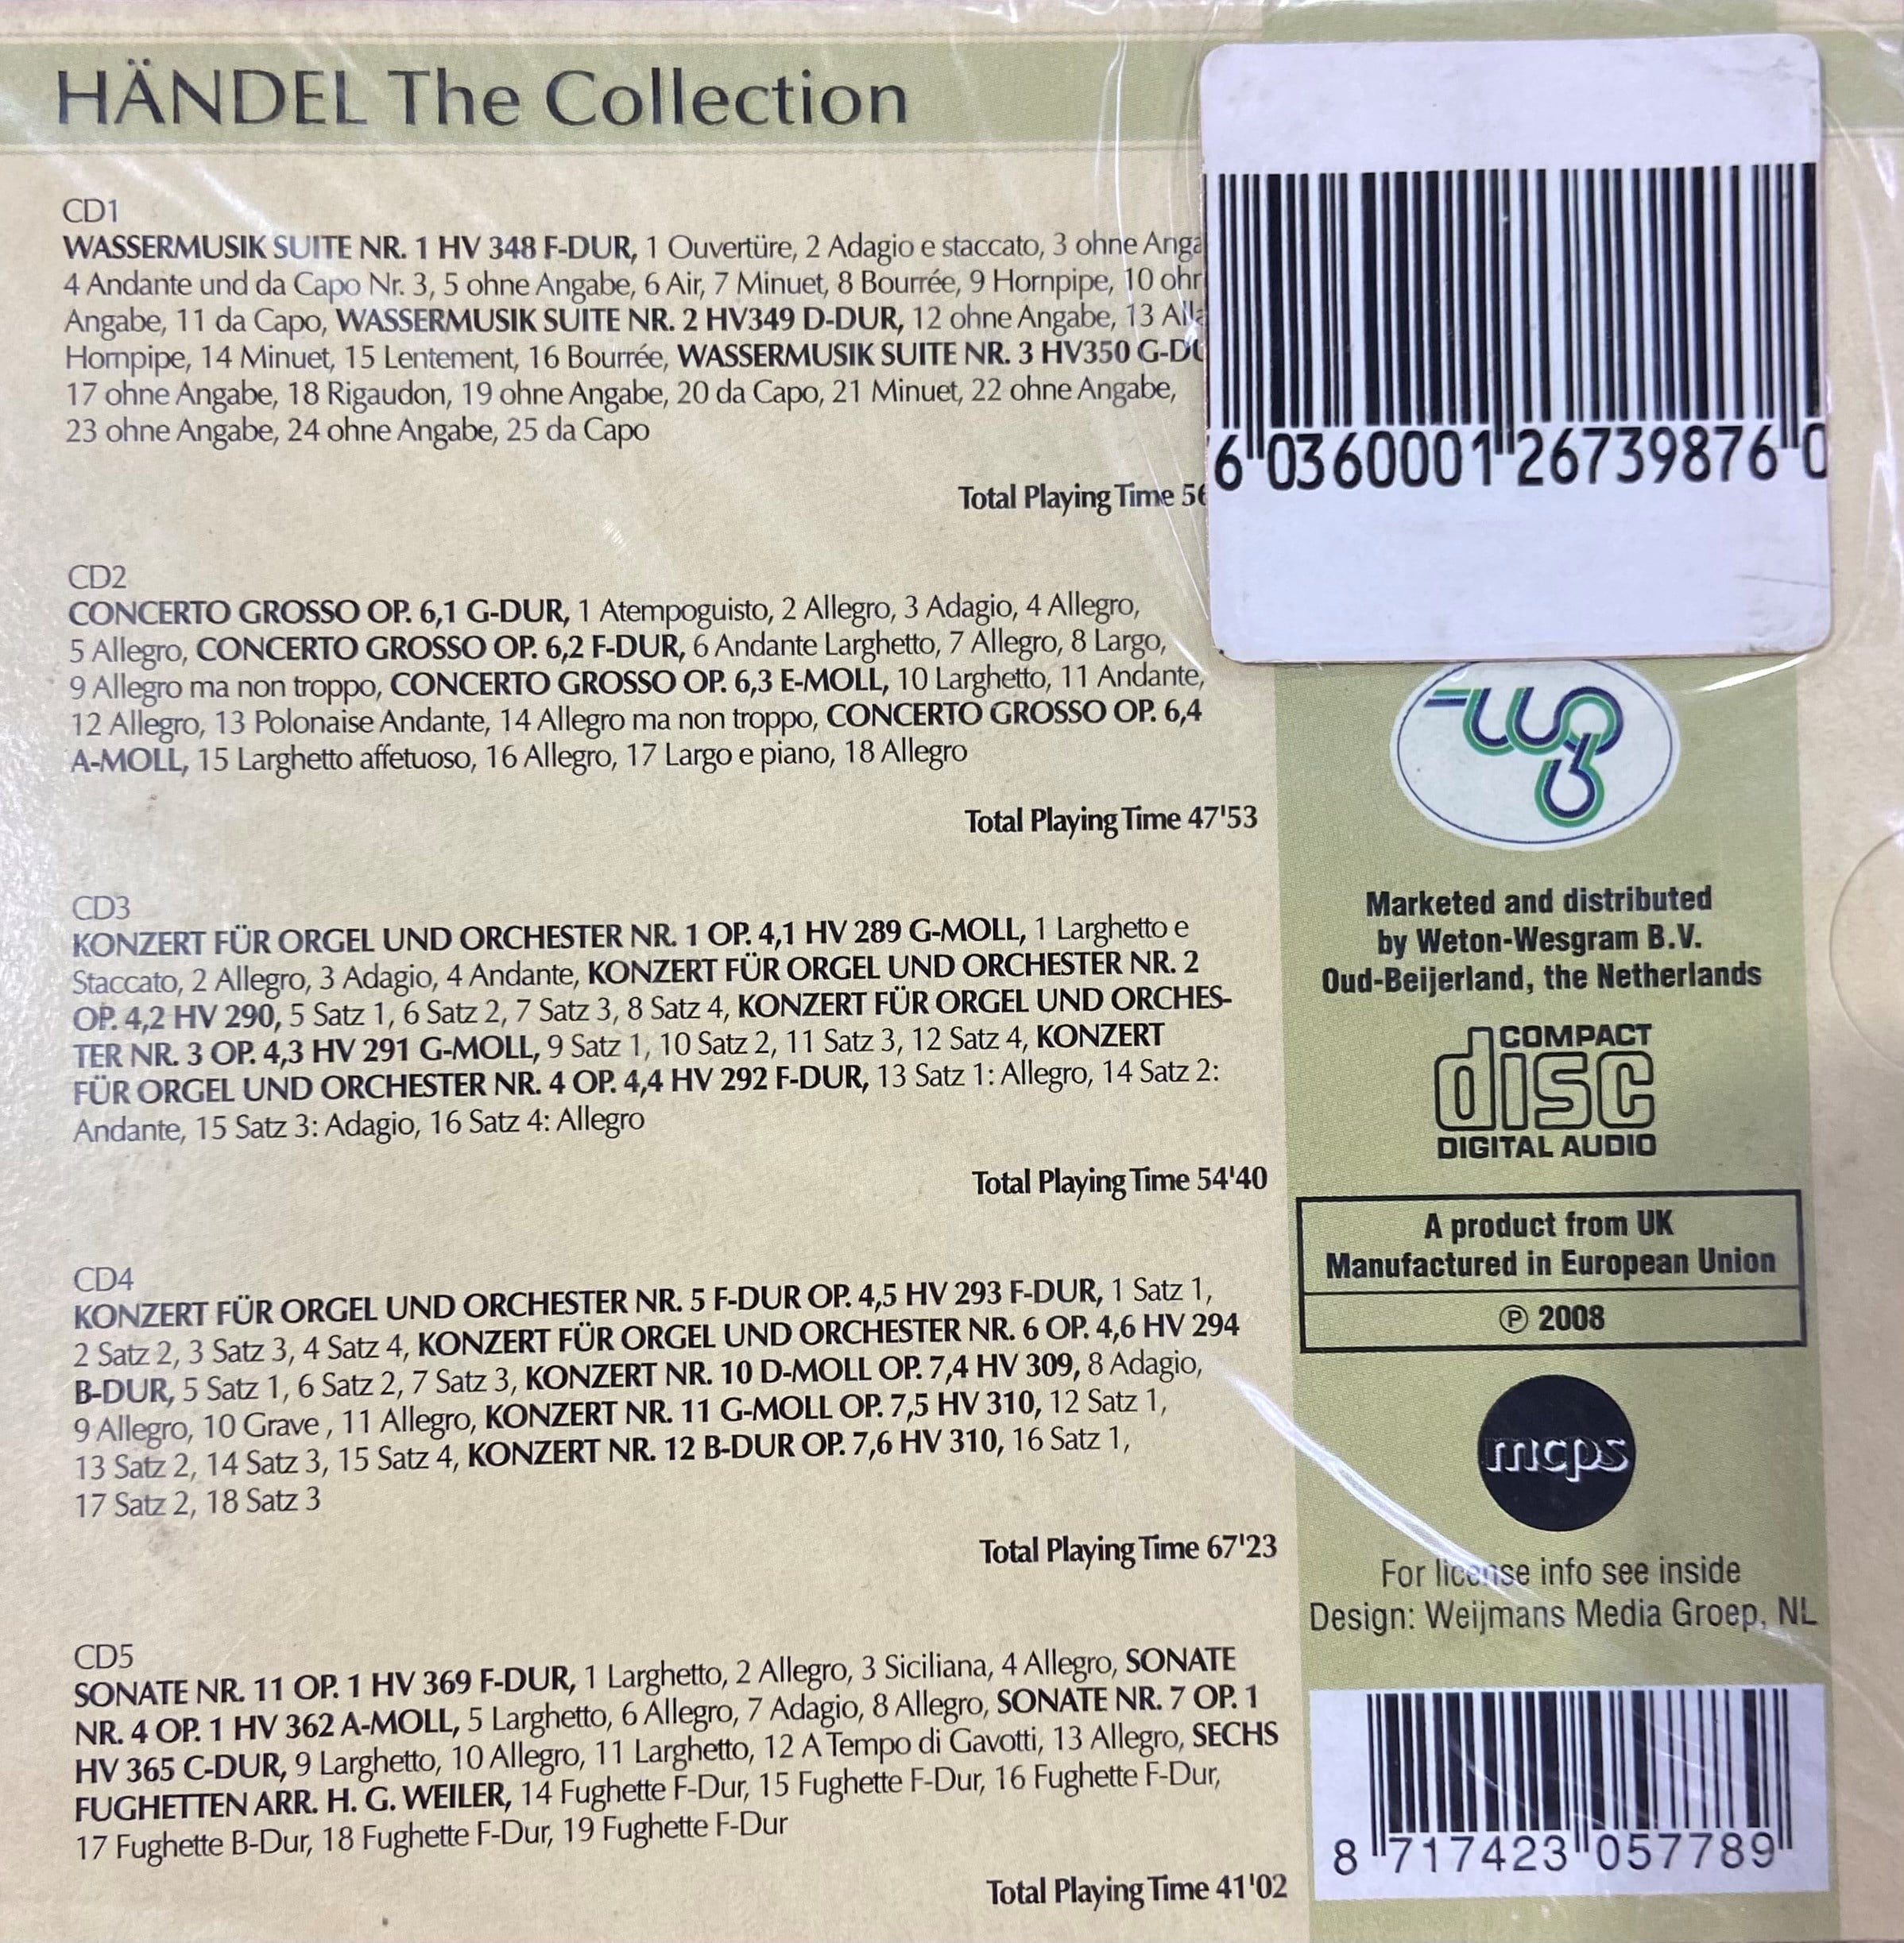 HÄNDEL The Collection
CD1
WASSERMUSIK SUITE NR. 1 HV 348 F-DUR, 1 Ouvertüre, 2 Adagio e staccato, 3 ohne
4 Andante und da Capo Nr. 3, 5 ohne Angabe, 6 Air, 7 Minuet, 8 Bourrée, 9 Hornpipe, 10
Angabe, 11 da Capo, WASSERMUSIK SUITE NR. 2 HV349 D-DUR, 12 ohne Angabe, 13
Hornpipe, 14 Minuet, 15 Lentement, 16 Bourrée, WASSERMUSIK SUITE NR. 3 HV350
17 ohne Angabe, 18 Rigaudon, 19 ohne Angabe, 20 da Capo, 21 Minuet, 22 ohne Angabe,
23 ohne Angabe, 24 ohne Angabe, 25 da Capo
Total Playing Time
CD2
CONCERTO GROSSO OP. 6,1 G-DUR, 1 Atempoguisto, 2 Allegro, 3 Adagio, 4 Allegro,
5 Allegro, CONCERTO GROSSO OP. 6,2 F-DUR, 6 Andante Larghetto, 7 Allegro, 8 Largo,
9 Allegro ma non troppo, CONCERTO GROSSO OP. 6,3 E-MOLL, 10 Larghetto, 11 Andante,
12 Allegro, 13 Polonaise Andante, 14 Allegro ma non troppo, CONCERTO GROSSO OP. 6,4
A-MOLL, 15 Larghetto affetuoso, 16 Allegro, 17 Largo e piano, 18 Allegro
Total Playing Time 47'53
CD3
KONZERT FÜR ORGEL UND ORCHESTER NR. 1 OP. 4,1 HV 289 G-MOLL, 1 Larghetto e
Staccato, 2 Allegro, 3 Adagio, 4 Andante, KONZERT FÜR ORGEL UND ORCHESTER NR. 2
OP. 4,2 HV 290, 5 Satz 1, 6 Satz 2, 7 Satz 3, 8 Satz 4, KONZERT FÜR ORGEL UND ORCHES-
TER NR. 3 OP. 4,3 HV 291 G-MOLL, 9 Satz 1, 10 Satz 2, 11 Satz 3, 12 Satz 4, KONZERT
FÜR ORGEL UND ORCHESTER NR. 4 OP. 4,4 HV 292 F-DUR, 13 Satz 1: Allegro, 14 Satz 2:
Andante, 15 Satz 3: Adagio, 16 Satz 4: Allegro
Total Playing Time 54'40
CD4
KONZERT FÜR ORGEL UND ORCHESTER NR. 5 F-DUR OP. 4,5 HV 293 F-DUR, 1 Satz 1,
2 Satz 2, 3 Satz 3, 4 Satz 4, KONZERT FÜR ORGEL UND ORCHESTER NR. 6 OP. 4,6 HV 294
B-DUR, 5 Satz 1, 6 Satz 2, 7 Satz 3, KONZERT NR. 10 D-MOLL OP. 7,4 HV 309, 8 Adagio,
9 Allegro, 10 Grave , 11 Allegro, KONZERT NR. 11 G-MOLL OP. 7,5 HV 310, 12 Satz 1,
13 Satz 2, 14 Satz 3, 15 Satz 4, KONZERT NR. 12 B-DUR OP. 7,6 HV 310, 16 Satz 1,
17 Satz 2, 18 Satz 3
Total Playing Time 67'23
CD5
SONATE NR. 11 OP. 1 HV 369 F-DUR, 1 Larghetto, 2 Allegro, 3 Siciliana, 4 Allegro, SONATE
NR. 4 OP. 1 HV 362 A-MOLL, 5 Larghetto, 6 Allegro, 7 Adagio, 8 Allegro, SONATE NR. 7 OP. 1
HV 365 C-DUR, 9 Larghetto, 10 Allegro, 11 Larghetto, 12 A Tempo di Gavotti, 13 Allegro, SECHS
FUGHETTEN ARR. H. G. WEILER, 14 Fughette F-Dur, 15 Fughette F-Dur, 16 Fughette F-Dur,
17 Fughette B-Dur, 18 Fughette F-Dur, 19 Fughette F-Dur
Total Playing Time 41'02
6 0360001 26739876 0
Marketed and distributed
by Weton-Wesgram B.V.
Oud-Beijerland, the Netherlands
COMPACT
disc
DIGITAL AUDIO
A product from UK
Manufactured in European Union
℗ 2008
mcps
For license info see inside
Design: Weijmans Media Groep, NL
8 717423 057789